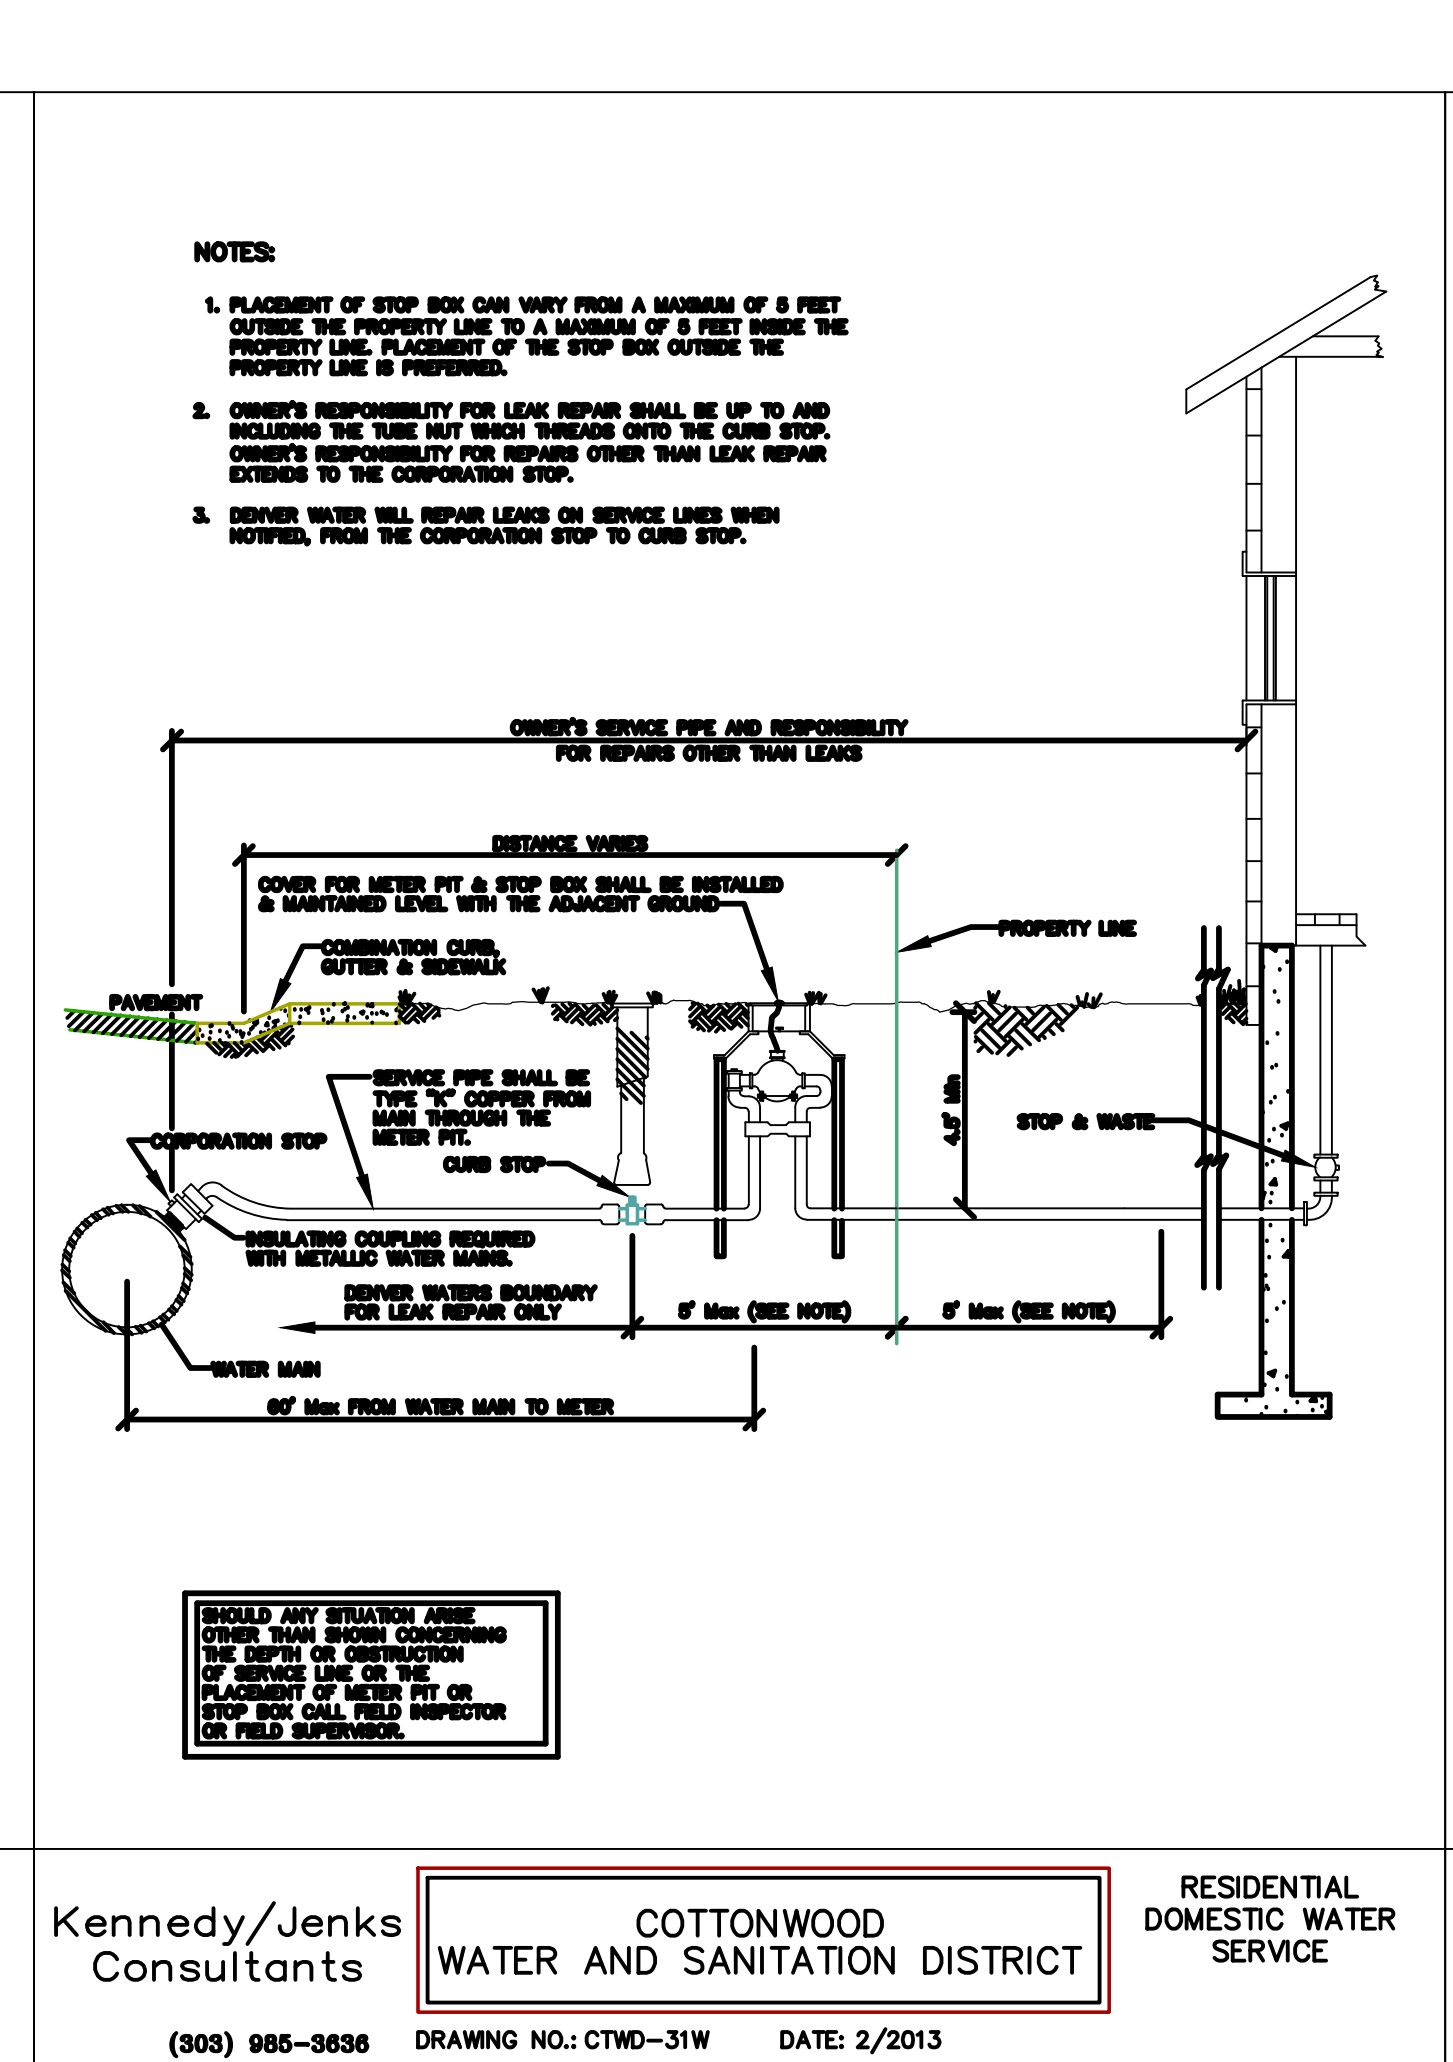 NOTES:
1. PLACEMENT OF STOP BOX CAN VARY FROM A MAXIMUM OF 5 FEET
OUTSIDE THE PROPERTY LINE TO A MAXIMUM OF 5 FEET INSIDE THE
PROPERTY LINE. PLACEMENT OF THE STOP BOX OUTSIDE THE
PROPERTY LINE IS PREFERRED.
2. OWNER'S RESPONSIBILITY FOR LEAK REPAIR SHALL BE UP TO AND
INCLUDING THE TUBE NUT WHICH THREADS ONTO THE CURB STOP.
OWNER'S RESPONSIBILITY FOR REPAIRS OTHER THAN LEAK REPAIR
EXTENDS TO THE CORPORATION STOP.
3. DENVER WATER WILL REPAIR LEAKS ON SERVICE LINES WHEN
NOTIFIED, FROM THE CORPORATION STOP TO CURB STOP.
OWNER'S SERVICE PIPE AND RESPONSIBILITY
FOR REPAIRS OTHER THAN LEAKS
DISTANCE VARIES
COVER FOR METER PIT & STOP BOX SHALL BE INSTALLED
& MAINTAINED LEVEL WITH THE ADJACENT GROUND
PROPERTY LINE
COMBINATION CURB,
GUTTER & SIDEWALK
PAVEMENT
SERVICE PIPE SHALL BE
TYPE "K" COPPER FROM
MAIN THROUGH THE
METER PIT.
4.5' Min
STOP & WASTE
CORPORATION STOP
CURB STOP
INSULATING COUPLING REQUIRED
WITH METALLIC WATER MAINS.
DENVER WATERS BOUNDARY
FOR LEAK REPAIR ONLY
5' Max (SEE NOTE)
5' Max (SEE NOTE)
WATER MAIN
60' Max FROM WATER MAIN TO METER
SHOULD ANY SITUATION ARISE
OTHER THAN SHOWN CONCERNING
THE DEPTH OR OBSTRUCTION
OF SERVICE LINE OR THE
PLACEMENT OF METER PIT OR
STOP BOX CALL FIELD INSPECTOR
OR FIELD SUPERVISOR.
Kennedy/Jenks
Consultants
(303) 985-3636
COTTONWOOD
WATER AND SANITATION DISTRICT
DRAWING NO.: CTWD-31W
DATE: 2/2013
RESIDENTIAL
DOMESTIC WATER
SERVICE